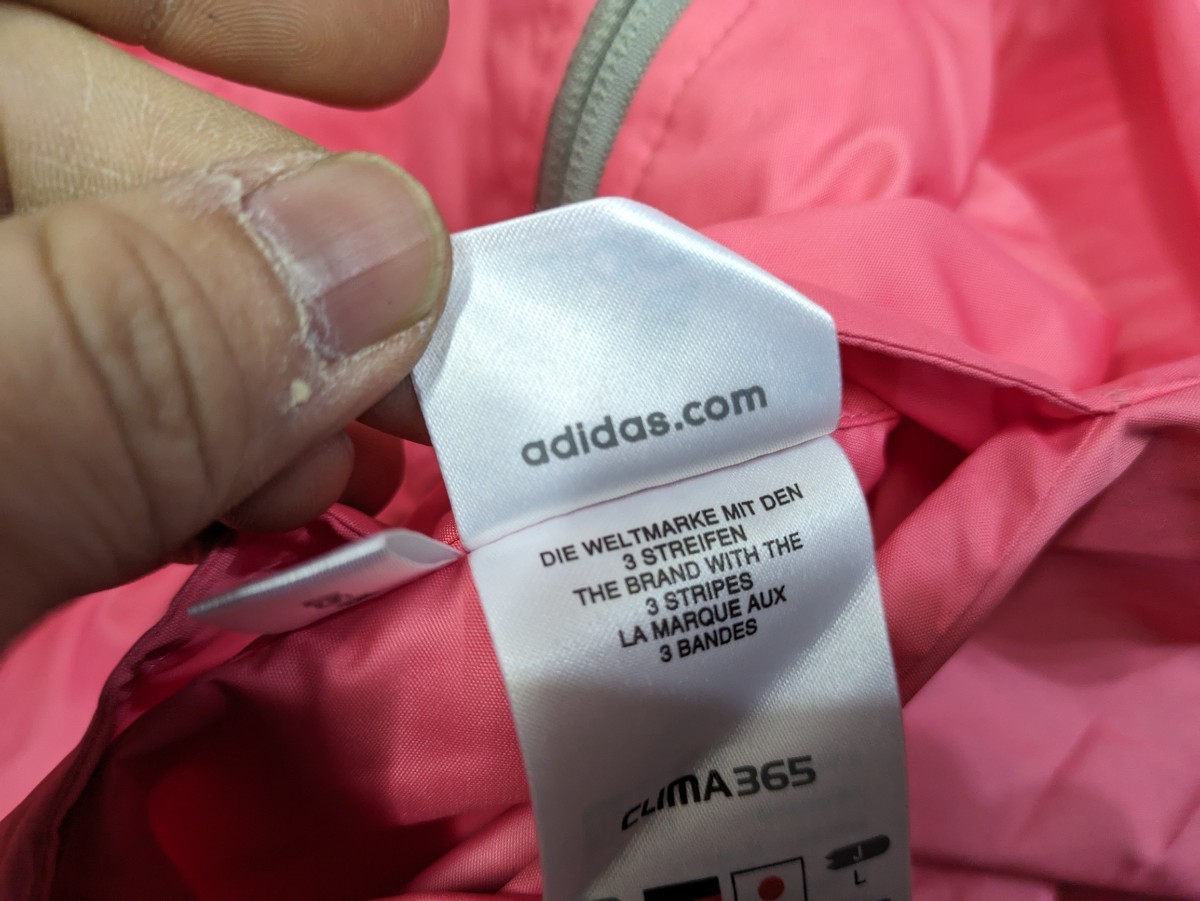 adidas.com
DIE WELTMARKE MIT DEN
3 STREIFEN
THE BRAND WITH THE
3 STRIPES
LA MARQUE AUX
3 BANDES
CLIMA365
J
L